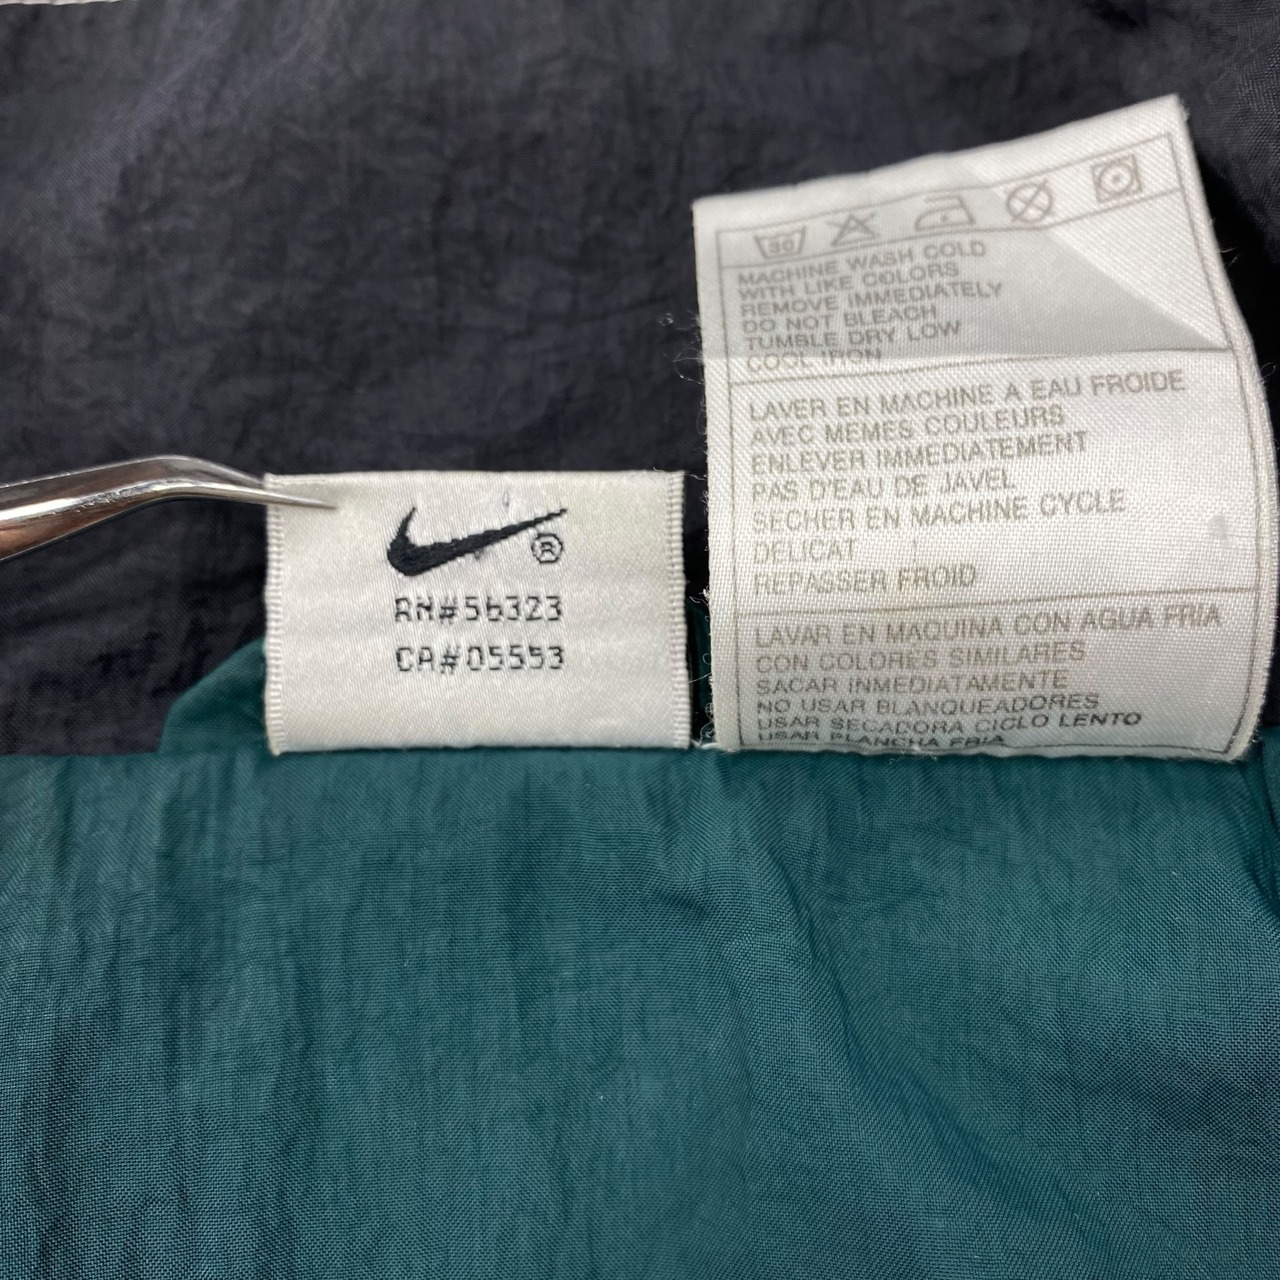 ®
RN#56323
CA#05553
30
MACHINE WASH COLD
WITH LIKE COLORS
REMOVE IMMEDIATELY
DO NOT BLEACH
TUMBLE DRY LOW
COOL IRON
LAVER EN MACHINE A EAU FROIDE
AVEC MEMES COULEURS
ENLEVER IMMEDIATEMENT
PAS D'EAU DE JAVEL
SECHER EN MACHINE CYCLE
DELICAT
REPASSER FROID
LAVAR EN MAQUINA CON AGUA FRIA
CON COLORES SIMILARES
SACAR INMEDIATAMENTE
NO USAR BLANQUEADORES
USAR SECADORA CICLO LENTO
USAR PLANCHA FRIA